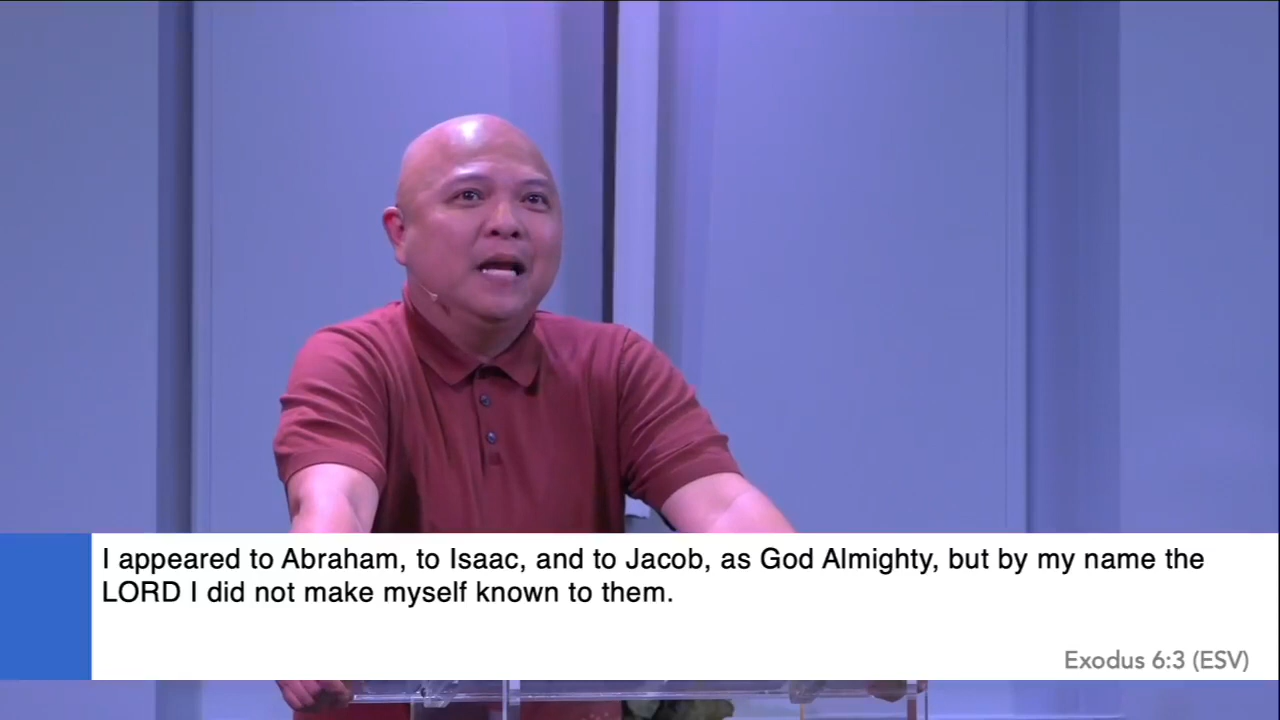 I appeared to Abraham, to Isaac, and to Jacob, as God Almighty, but by my name the
LORD I did not make myself known to them.
Exodus 6:3 (ESV)